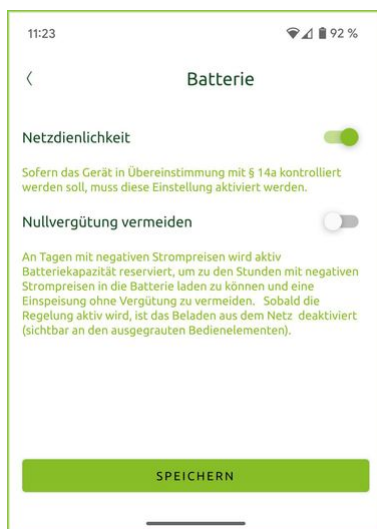 11:23
92 %
Batterie
Netzdienlichkeit
Sofern das Gerät in Übereinstimmung mit § 14a kontrolliert
werden soll, muss diese Einstellung aktiviert werden.
Nullvergütung vermeiden
An Tagen mit negativen Strompreisen wird aktiv
Batteriekapazität reserviert, um zu den Stunden mit negativen
Strompreisen in die Batterie laden zu können und eine
Einspeisung ohne Vergütung zu vermeiden. Sobald die
Regelung aktiv wird, ist das Beladen aus dem Netz deaktiviert
(sichtbar an den ausgegrauten Bedienelementen).
SPEICHERN